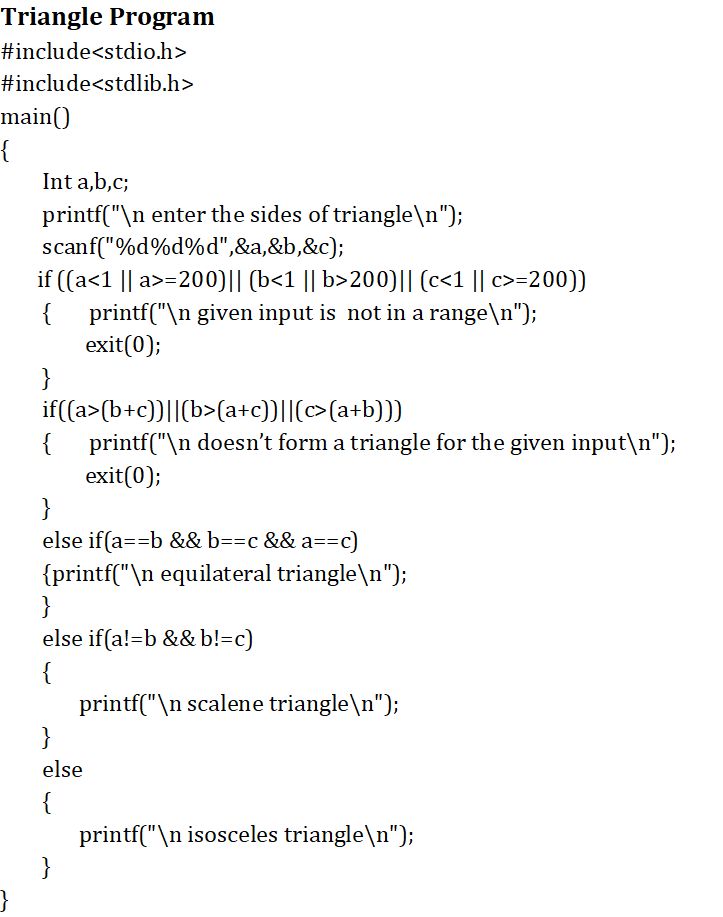 Triangle Program
#include<stdio.h>
#include<stdlib.h>
main()
{
Int a,b,c;
printf("\n enter the sides of triangle\n");
scanf("%d%d%d",&a,&b,&c);
if ((a<1 || a>=200)|| (b<1 || b>200)|| (c<1 || c>=200))
{ printf("\n given input is  not in a range\n");
exit(0);
}
if((a>(b+c))||(b>(a+c))||(c>(a+b)))
{ printf("\n doesn’t form a triangle for the given input\n");
exit(0);
}
else if(a==b && b==c && a==c)
{printf("\n equilateral triangle\n");
}
else if(a!=b && b!=c)
{
printf("\n scalene triangle\n");
}
else
{
printf("\n isosceles triangle\n");
}
}